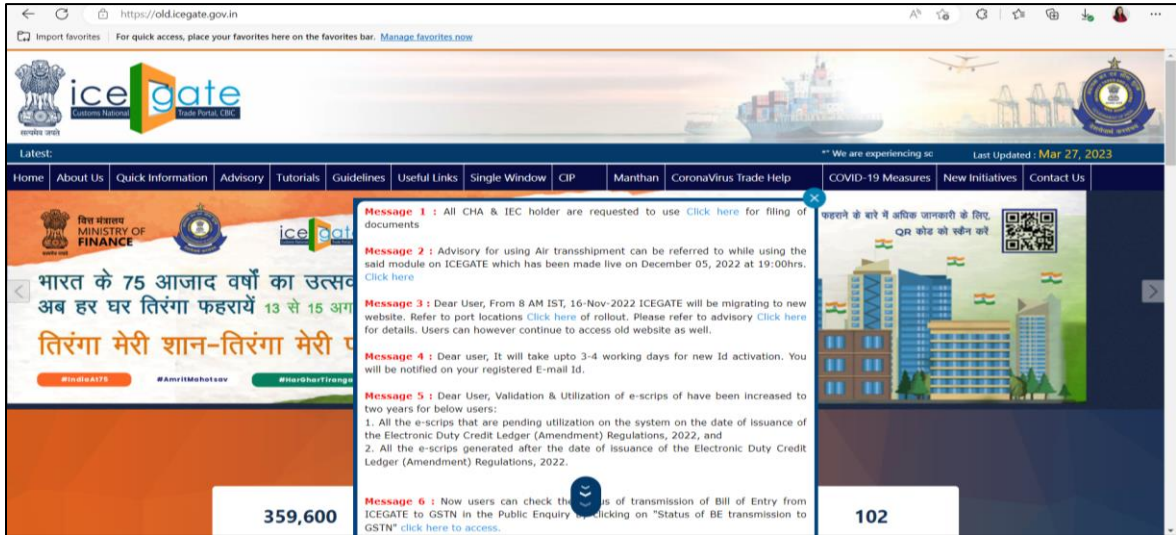 https://old.icegate.gov.in
Import favorites
For quick access, place your favorites here on the favorites bar. Manage favorites now
सत्यमेव जयते
ice gate
Customs National Trade Portal, CBIC
Latest:
We are experiencing sc
Last Updated : Mar 27, 2023
Home About Us Quick Information Advisory Tutorials Guidelines Useful Links Single Window CIP Manthan CoronaVirus Trade Help COVID-19 Measures New Initiatives Contact Us
वित्त मंत्रालय
MINISTRY OF
FINANCE
ice gat
भारत के 75 आजाद वर्षों का उत्सव
अब हर घर तिरंगा फहरायें 13 से 15 अग
तिरंगा मेरी शान-तिरंगा मेरी
#IndiaAt75 #AmritMahotsav #HarGharTiranga
फहराने के बारे में अधिक जानकारी के लिए,
QR कोड को स्कैन करें
Message 1 : All CHA & IEC holder are requested to use Click here for filing of
documents
Message 2 : Advisory for using Air transshipment can be referred to while using the
said module on ICEGATE which has been made live on December 05, 2022 at 19:00hrs.
Click here
Message 3 : Dear User, From 8 AM IST, 16-Nov-2022 ICEGATE will be migrating to new
website. Refer to port locations Click here of rollout. Please refer to advisory Click here
for details. Users can however continue to access old website as well.
Message 4 : Dear user, It will take upto 3-4 working days for new Id activation. You
will be notified on your registered E-mail Id.
Message 5 : Dear User, Validation & Utilization of e-scrips of have been increased to
two years for below users:
1. All the e-scrips that are pending utilization on the system on the date of issuance of
the Electronic Duty Credit Ledger (Amendment) Regulations, 2022, and
2. All the e-scrips generated after the date of issuance of the Electronic Duty Credit
Ledger (Amendment) Regulations, 2022.
Message 6 : Now users can check the us of transmission of Bill of Entry from
ICEGATE to GSTN in the Public Enquiry clicking on "Status of BE transmission to
GSTN" click here to access.
359,600
102